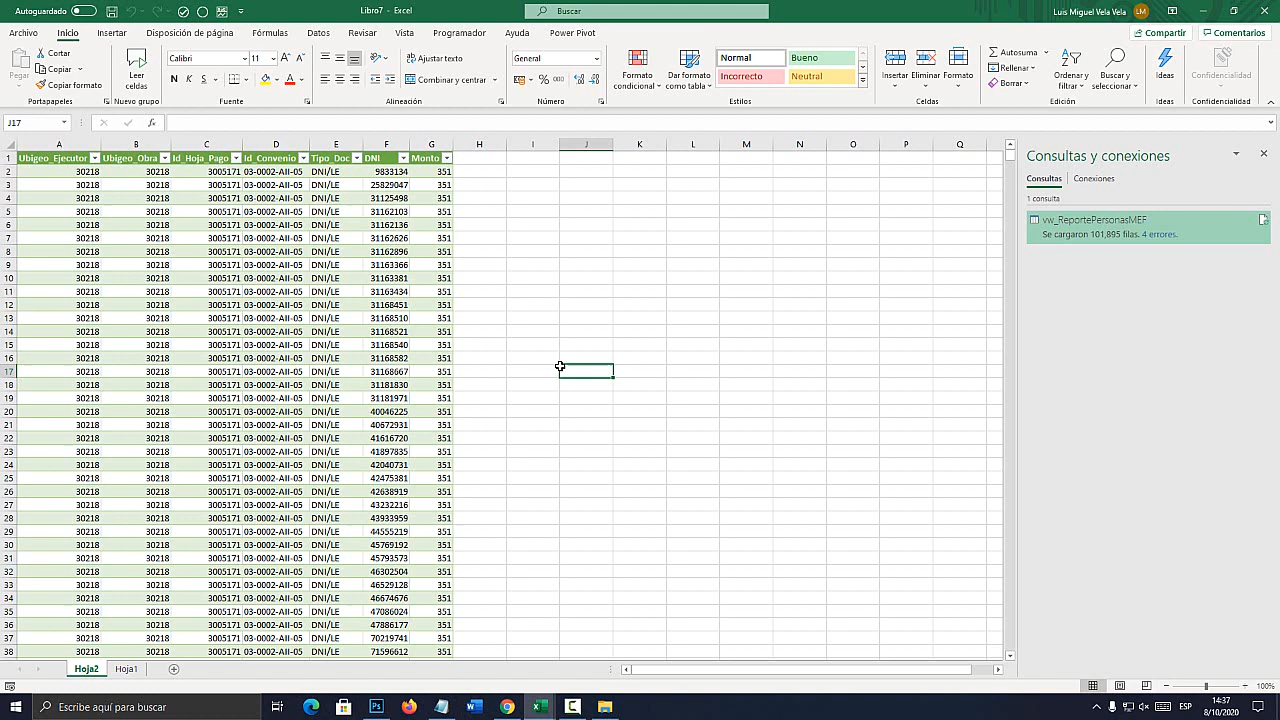 Autoguardado
Libro7 - Excel
Buscar
Luis Miguel Vela Vela
LM
Archivo Inicio Insertar Disposición de página Fórmulas Datos Revisar Vista Programador Ayuda Power Pivot
Compartir Comentarios
Pegar
Cortar
Copiar
Copiar formato
Portapapeles
Leer celdas
Nuevo grupo
Calibri 11
N K S
Fuente
Ajustar texto
Combinar y centrar
Alineación
General
Número
Formato condicional
Dar formato como tabla
Normal Bueno
Incorrecto Neutral
Estilos
Insertar Eliminar Formato
Celdas
Autosuma
Rellenar
Borrar
Ordenar y filtrar
Buscar y seleccionar
Edición
Ideas
Ideas
Confidencialidad
Confidencialidad
J17
fx
A B C D E F G H I J K L M N O P Q
1 Ubigeo_Ejecutor Ubigeo_Obra Id_Hoja_Pago Id_Convenio Tipo_Doc DNI Monto
2 30218 30218 3005171 03-0002-AII-05 DNI/LE 9833134 351
3 30218 30218 3005171 03-0002-AII-05 DNI/LE 25829047 351
4 30218 30218 3005171 03-0002-AII-05 DNI/LE 31125498 351
5 30218 30218 3005171 03-0002-AII-05 DNI/LE 31162103 351
6 30218 30218 3005171 03-0002-AII-05 DNI/LE 31162136 351
7 30218 30218 3005171 03-0002-AII-05 DNI/LE 31162626 351
8 30218 30218 3005171 03-0002-AII-05 DNI/LE 31162896 351
9 30218 30218 3005171 03-0002-AII-05 DNI/LE 31163366 351
10 30218 30218 3005171 03-0002-AII-05 DNI/LE 31163381 351
11 30218 30218 3005171 03-0002-AII-05 DNI/LE 31163434 351
12 30218 30218 3005171 03-0002-AII-05 DNI/LE 31168451 351
13 30218 30218 3005171 03-0002-AII-05 DNI/LE 31168510 351
14 30218 30218 3005171 03-0002-AII-05 DNI/LE 31168521 351
15 30218 30218 3005171 03-0002-AII-05 DNI/LE 31168540 351
16 30218 30218 3005171 03-0002-AII-05 DNI/LE 31168582 351
17 30218 30218 3005171 03-0002-AII-05 DNI/LE 31168667 351
18 30218 30218 3005171 03-0002-AII-05 DNI/LE 31181830 351
19 30218 30218 3005171 03-0002-AII-05 DNI/LE 31181971 351
20 30218 30218 3005171 03-0002-AII-05 DNI/LE 40046225 351
21 30218 30218 3005171 03-0002-AII-05 DNI/LE 40672931 351
22 30218 30218 3005171 03-0002-AII-05 DNI/LE 41616720 351
23 30218 30218 3005171 03-0002-AII-05 DNI/LE 41897835 351
24 30218 30218 3005171 03-0002-AII-05 DNI/LE 42040731 351
25 30218 30218 3005171 03-0002-AII-05 DNI/LE 42475381 351
26 30218 30218 3005171 03-0002-AII-05 DNI/LE 42638919 351
27 30218 30218 3005171 03-0002-AII-05 DNI/LE 43232216 351
28 30218 30218 3005171 03-0002-AII-05 DNI/LE 43933959 351
29 30218 30218 3005171 03-0002-AII-05 DNI/LE 44555219 351
30 30218 30218 3005171 03-0002-AII-05 DNI/LE 45769192 351
31 30218 30218 3005171 03-0002-AII-05 DNI/LE 45793573 351
32 30218 30218 3005171 03-0002-AII-05 DNI/LE 46302504 351
33 30218 30218 3005171 03-0002-AII-05 DNI/LE 46529128 351
34 30218 30218 3005171 03-0002-AII-05 DNI/LE 46674676 351
35 30218 30218 3005171 03-0002-AII-05 DNI/LE 47086024 351
36 30218 30218 3005171 03-0002-AII-05 DNI/LE 47886177 351
37 30218 30218 3005171 03-0002-AII-05 DNI/LE 70219741 351
38 30218 30218 3005171 03-0002-AII-05 DNI/LE 71596612 351
Consultas y conexiones
Consultas Conexiones
1 consulta
vw_ReportePersonasMEF
Se cargaron 101,895 filas. 4 errores.
Hoja2 Hoja1
100%
Escribe aquí para buscar
ESP
14:37
8/10/2020